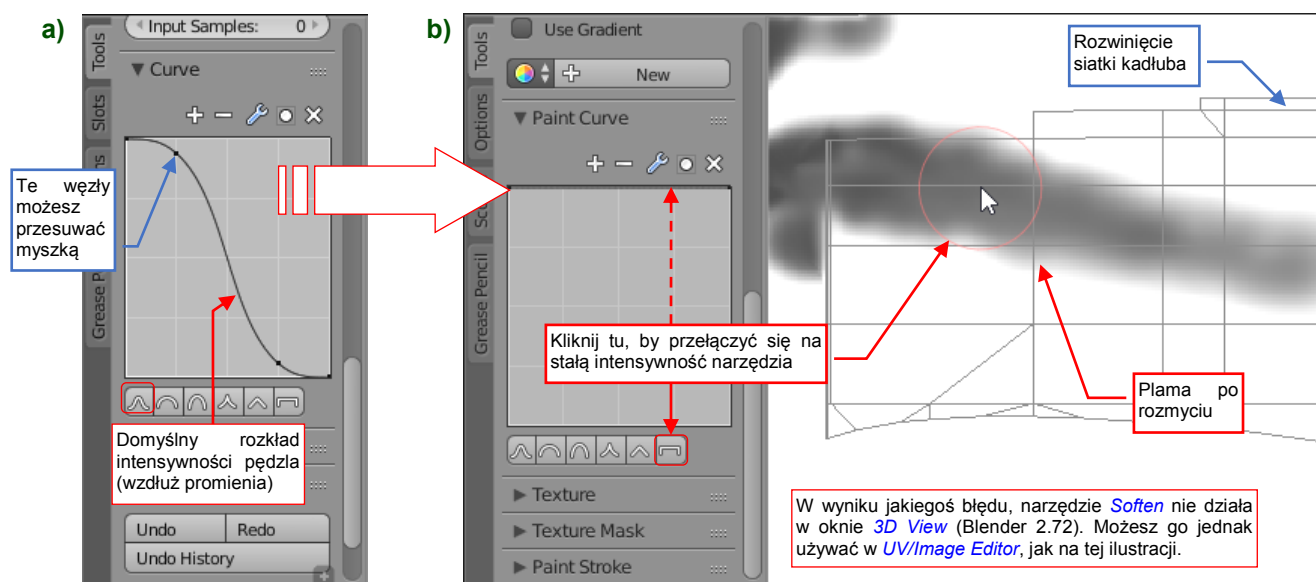 a)
Input Samples: 0
Tools
Slots
Grease P
▼ Curve
Te węzły
możesz
przesuwać
myszką
Domyślny rozkład
intensywności pędzla
(wzdłuż promienia)
Undo Redo
Undo History
b)
Tools
Options
Grease Pencil
Use Gradient
New
▼ Paint Curve
Kliknij tu, by przełączyć się na
stałą intensywność narzędzia
▶ Texture
▶ Texture Mask
▶ Paint Stroke
Rozwinięcie
siatki kadłuba
Plama po
rozmyciu
W wyniku jakiegoś błędu, narzędzie Soften nie działa
w oknie 3D View (Blender 2.72). Możesz go jednak
używać w UV/Image Editor, jak na tej ilustracji.